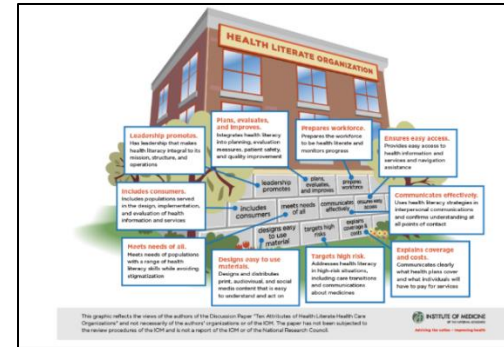 HEALTH LITERATE ORGANIZATION
Leadership promotes.
Has leadership that makes
health literacy integral to its
mission, structure, and
operations
Plans, evaluates,
and improves.
Integrates health literacy
into planning, evaluation
measures, patient safety,
and quality improvement
Prepares workforce.
Prepares the workforce
to be health literate and
monitors progress
Ensures easy access.
Provides easy access to
health information and
services and navigation
assistance
Includes consumers.
Includes populations served
in the design, implementation,
and evaluation of health
information and services
Communicates effectively.
Uses health literacy strategies in
interpersonal communications
and confirms understanding at
all points of contact
Meets needs of all.
Meets needs of populations
with a range of health
literacy skills while avoiding
stigmatization
Designs easy to use
materials.
Designs and distributes
print, audiovisual, and social
media content that is easy
to understand and act on
Targets high risk.
Addresses health literacy
in high-risk situations,
including care transitions
and communications
about medicines
Explains coverage
and costs.
Communicates clearly
what health plans cover
and what individuals will
have to pay for services
leadership
promotes
plans,
evaluates,
and improves
prepares
workforce
includes
consumers
meets needs
of all
communicates
effectively
ensures easy
access
designs easy
to use
material
targets high
risks
explains
coverage &
costs
This graphic reflects the views of the authors of the Discussion Paper "Ten Attributes of Health Literate Health Care
Organizations" and not necessarily of the authors' organizations or of the IOM. The paper has not been subjected to
the review procedures of the IOM and is not a report of the IOM or of the National Research Council.
INSTITUTE OF MEDICINE
OF THE NATIONAL ACADEMIES
Advising the nation • Improving health